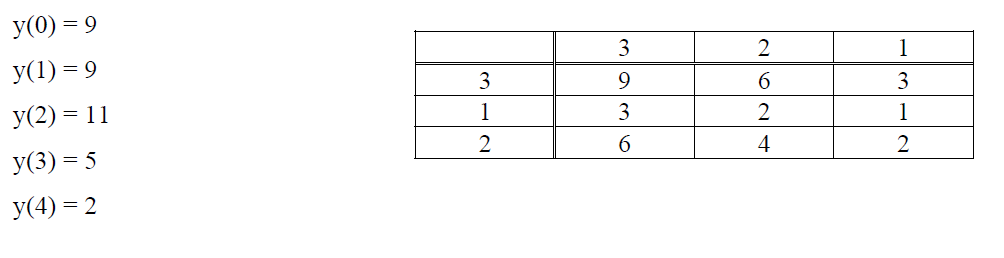 y(0) = 9
y(1) = 9
y(2) = 11
y(3) = 5
y(4) = 2
3 2 1
3 9 6 3
1 3 2 1
2 6 4 2